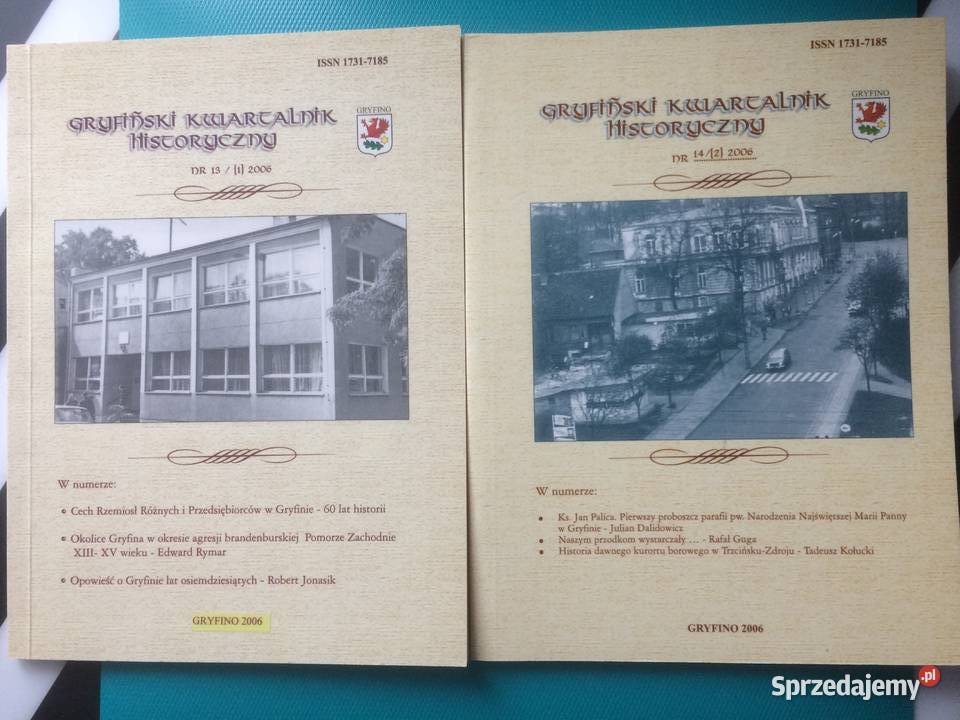 ISSN 1731-7185
GRYFIŃSKI KWARTALNIK
HISTORYCZNY
GRYFINO
NR 13 / (1) 2006
W numerze:
Cech Rzemiosł Różnych i Przedsiębiorców w Gryfinie - 60 lat historii
Okolice Gryfina w okresie agresji brandenburskiej Pomorze Zachodnie
XIII- XV wieku - Edward Rymar
Opowieść o Gryfinie lat osiemdziesiątych - Robert Jonasik
GRYFINO 2006
ISSN 1731-7185
GRYFIŃSKI KWARTALNIK
HISTORYCZNY
GRYFINO
NR 14/(2) 2006
W numerze:
Ks. Jan Palica. Pierwszy proboszcz parafii pw. Narodzenia Najświętszej Marii Panny
w Gryfinie - Julian Dalidowicz
Naszym przodkom wystarczały ... - Rafał Guga
Historia dawnego kurortu borowego w Trzcińsku-Zdroju - Tadeusz Kołucki
GRYFINO 2006
Sprzedajemy.pl